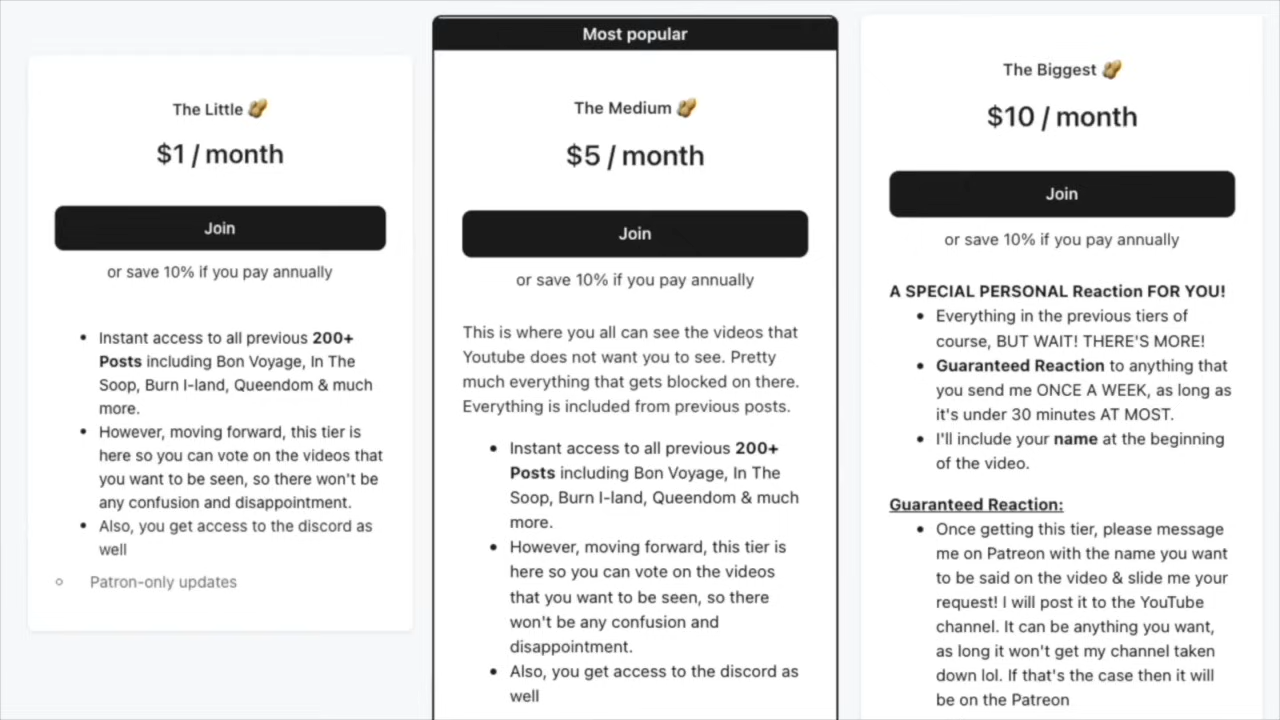 The Little 🥜
$1 / month
Join
or save 10% if you pay annually
• Instant access to all previous 200+
Posts including Bon Voyage, In The
Soop, Burn I-land, Queendom & much
more.
• However, moving forward, this tier is
here so you can vote on the videos that
you want to be seen, so there won't be
any confusion and disappointment.
• Also, you get access to the discord as
well
○ Patron-only updates
Most popular
The Medium 🥜
$5 / month
Join
or save 10% if you pay annually
This is where you all can see the videos that
Youtube does not want you to see. Pretty
much everything that gets blocked on there.
Everything is included from previous posts.
• Instant access to all previous 200+
Posts including Bon Voyage, In The
Soop, Burn I-land, Queendom & much
more.
• However, moving forward, this tier is
here so you can vote on the videos
that you want to be seen, so there
won't be any confusion and
disappointment.
• Also, you get access to the discord as
well
The Biggest 🥜
$10 / month
Join
or save 10% if you pay annually
A SPECIAL PERSONAL Reaction FOR YOU!
• Everything in the previous tiers of
course, BUT WAIT! THERE'S MORE!
• Guaranteed Reaction to anything that
you send me ONCE A WEEK, as long as
it's under 30 minutes AT MOST.
• I'll include your name at the beginning
of the video.
Guaranteed Reaction:
• Once getting this tier, please message
me on Patreon with the name you want
to be said on the video & slide me your
request! I will post it to the YouTube
channel. It can be anything you want,
as long it won't get my channel taken
down lol. If that's the case then it will
be on the Patreon